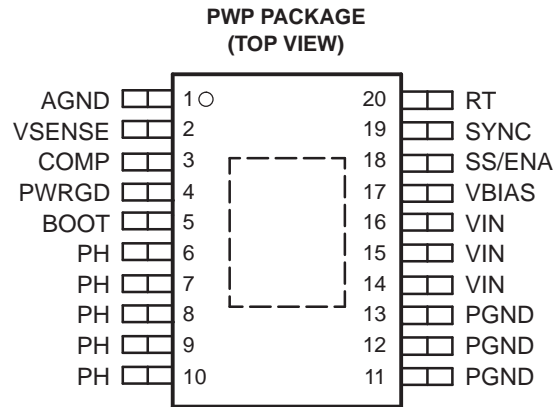 PWP PACKAGE
(TOP VIEW)
AGND 1 20 RT
VSENSE 2 19 SYNC
COMP 3 18 SS/ENA
PWRGD 4 17 VBIAS
BOOT 5 16 VIN
PH 6 15 VIN
PH 7 14 VIN
PH 8 13 PGND
PH 9 12 PGND
PH 10 11 PGND